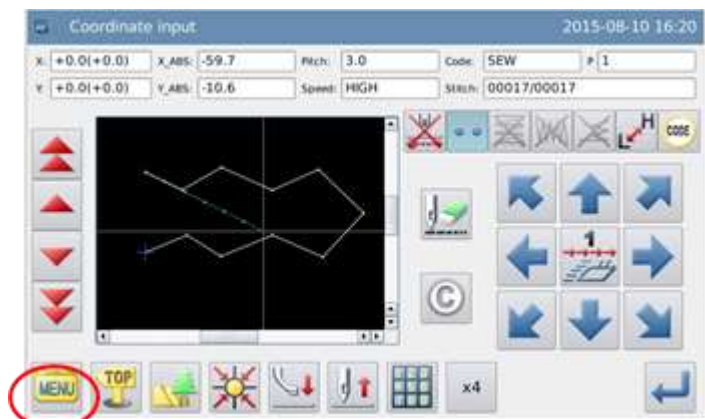 Coordinate input 2015-08-10 16:20
X: +0.0(+0.0) X_ABS: -59.7 Pitch: 3.0 Code: SEW P 1
Y: +0.0(+0.0) Y_ABS: -10.6 Speed: HIGH Stitch: 00017/00017
L H CODE
1
C
MENU TOP x4